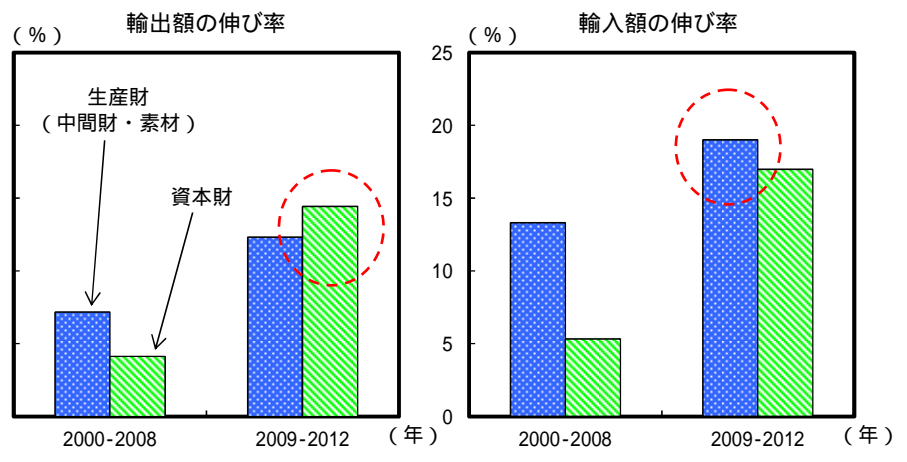 輸出額の伸び率
(%)
生産財
(中間財・素材)
資本財
2000-2008
2009-2012
(年)
輸入額の伸び率
(%)
25
20
15
10
5
0
2000-2008
2009-2012
(年)